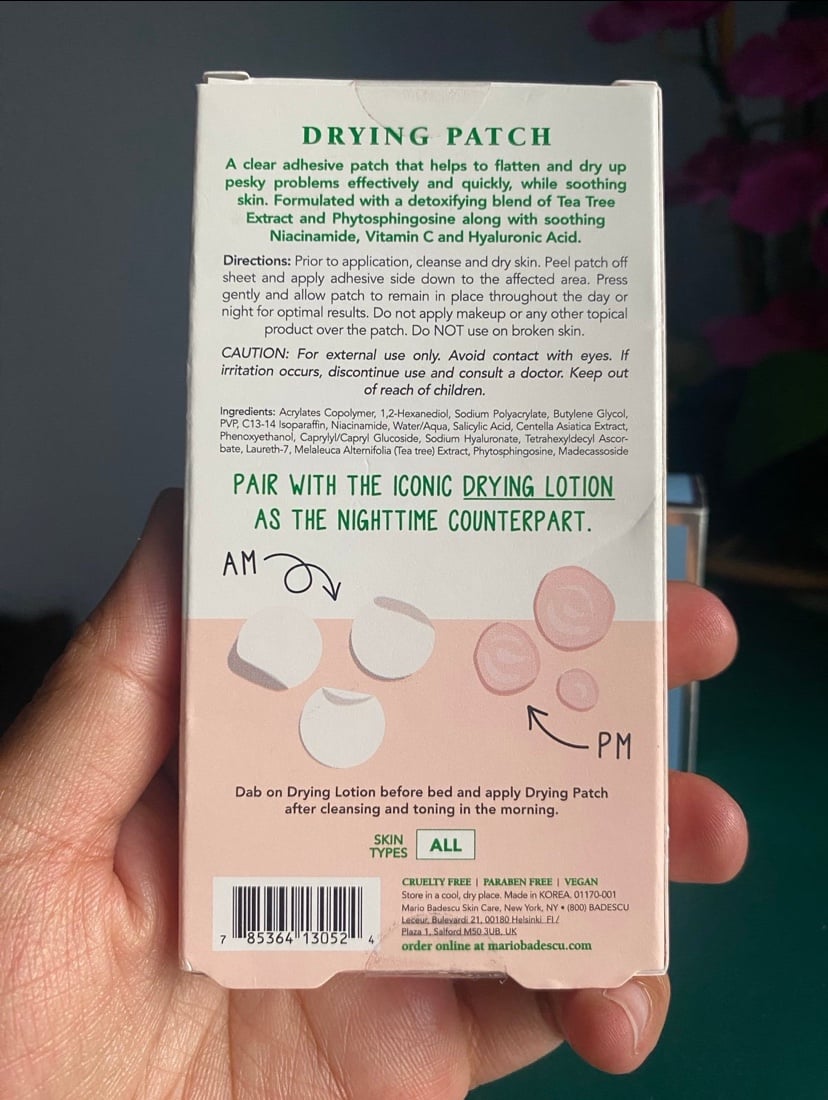 DRYING PATCH
A clear adhesive patch that helps to flatten and dry up
pesky problems effectively and quickly, while soothing
skin. Formulated with a detoxifying blend of Tea Tree
Extract and Phytosphingosine along with soothing
Niacinamide, Vitamin C and Hyaluronic Acid.
Directions: Prior to application, cleanse and dry skin. Peel patch off
sheet and apply adhesive side down to the affected area. Press
gently and allow patch to remain in place throughout the day or
night for optimal results. Do not apply makeup or any other topical
product over the patch. Do NOT use on broken skin.
CAUTION: For external use only. Avoid contact with eyes. If
irritation occurs, discontinue use and consult a doctor. Keep out
of reach of children.
Ingredients: Acrylates Copolymer, 1,2-Hexanediol, Sodium Polyacrylate, Butylene Glycol,
PVP, C13-14 Isoparaffin, Niacinamide, Water/Aqua, Salicylic Acid, Centella Asiatica Extract,
Phenoxyethanol, Caprylyl/Capryl Glucoside, Sodium Hyaluronate, Tetrahexyldecyl Ascor-
bate, Laureth-7, Melaleuca Alternifolia (Tea tree) Extract, Phytosphingosine, Madecassoside
PAIR WITH THE ICONIC DRYING LOTION
AS THE NIGHTTIME COUNTERPART.
AM
PM
Dab on Drying Lotion before bed and apply Drying Patch
after cleansing and toning in the morning.
SKIN
TYPES
ALL
CRUELTY FREE | PARABEN FREE | VEGAN
Store in a cool, dry place. Made in KOREA. 01170-001
Mario Badescu Skin Care, New York, NY • (800) BADESCU
Leceur, Bulevardi 21, 00180 Helsinki FI /
Plaza 1, Salford M50 3UB, UK
order online at mariobadescu.com
7 85364 13052 4